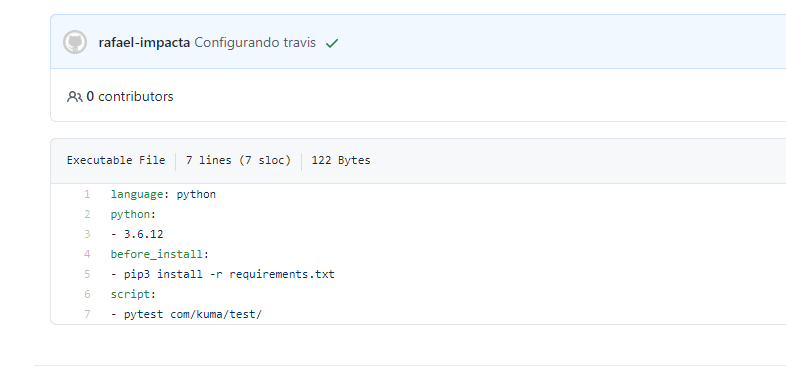 rafael-impacta Configurando travis
0 contributors
Executable File 7 lines (7 sloc) 122 Bytes
1 language: python
2 python:
3 - 3.6.12
4 before_install:
5 - pip3 install -r requirements.txt
6 script:
7 - pytest com/kuma/test/